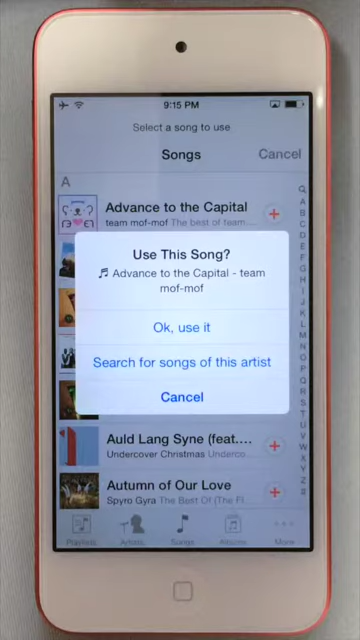 9:15 PM
Select a song to use
Songs
Cancel
A
Advance to the Capital
team mof-mof The best of team...
Use This Song?
Advance to the Capital - team
mof-mof
Ok, use it
Search for songs of this artist
Cancel
Auld Lang Syne (feat....
Undercover Christmas Underco...
Autumn of Our Love
Spyro Gyra The Best Of (The Fi...
Playlists
Artists
Songs
Albums
More
A
B
C
D
E
F
G
H
I
J
K
L
M
N
O
P
Q
R
S
T
U
V
W
X
Y
Z
#